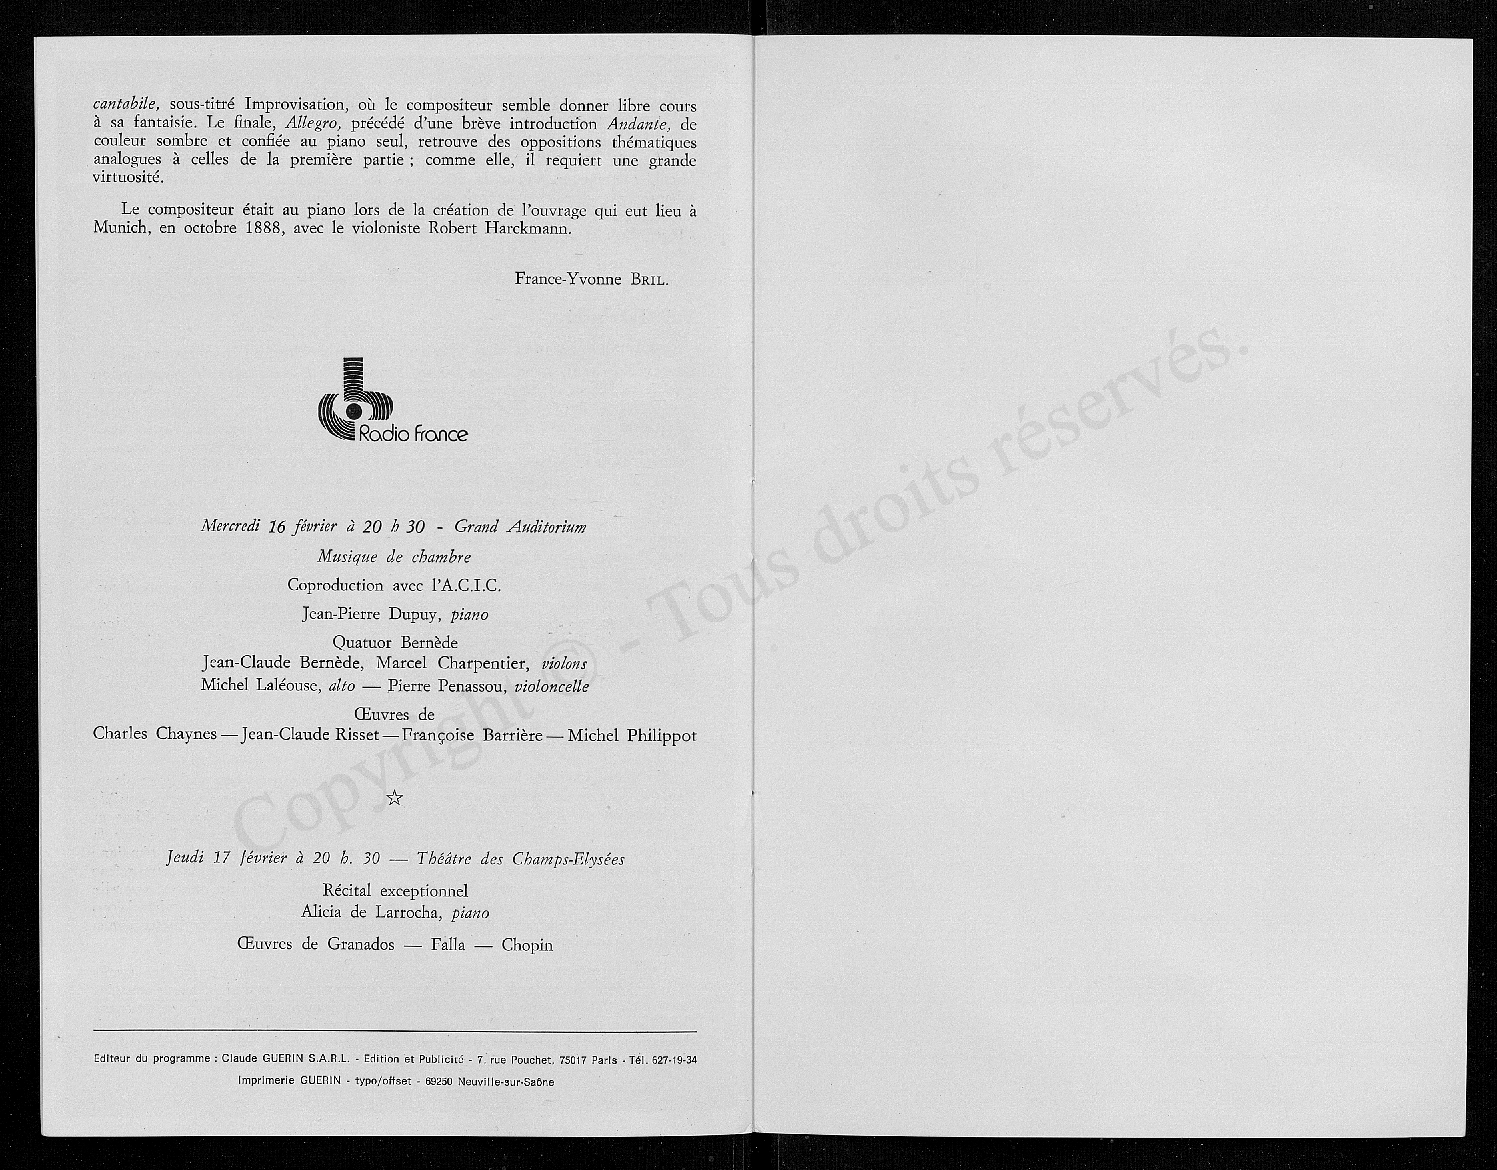 cantabile, sous-titré Improvisation, où le compositeur semble donner libre cours
à sa fantaisie. Le finale, Allegro, précédé d'une brève introduction Andante, de
couleur sombre et confiée au piano seul, retrouve des oppositions thématiques
analogues à celles de la première partie ; comme elle, il requiert une grande
virtuosité.
Le compositeur était au piano lors de la création de l'ouvrage qui eut lieu à
Munich, en octobre 1888, avec le violoniste Robert Harckmann.
France-Yvonne BRIL.
Radio France
Mercredi 16 février à 20 h 30 - Grand Auditorium
Musique de chambre
Coproduction avec l'A.C.I.C.
Jean-Pierre Dupuy, piano
Quatuor Bernède
Jean-Claude Bernède, Marcel Charpentier, violons
Michel Laléouse, alto — Pierre Penassou, violoncelle
Œuvres de
Charles Chaynes — Jean-Claude Risset — Françoise Barrière — Michel Philippot
Jeudi 17 février à 20 h. 30 — Théâtre des Champs-Elysées
Récital exceptionnel
Alicia de Larrocha, piano
Œuvres de Granados — Falla — Chopin
Editeur du programme : Claude GUERIN S.A.R.L. - Edition et Publicité - 7, rue Pouchet, 75017 Paris - Tél. 627-19-34
Imprimerie GUERIN - typo/offset - 69250 Neuville-sur-Saône
Copyright © - Tous droits réservés.